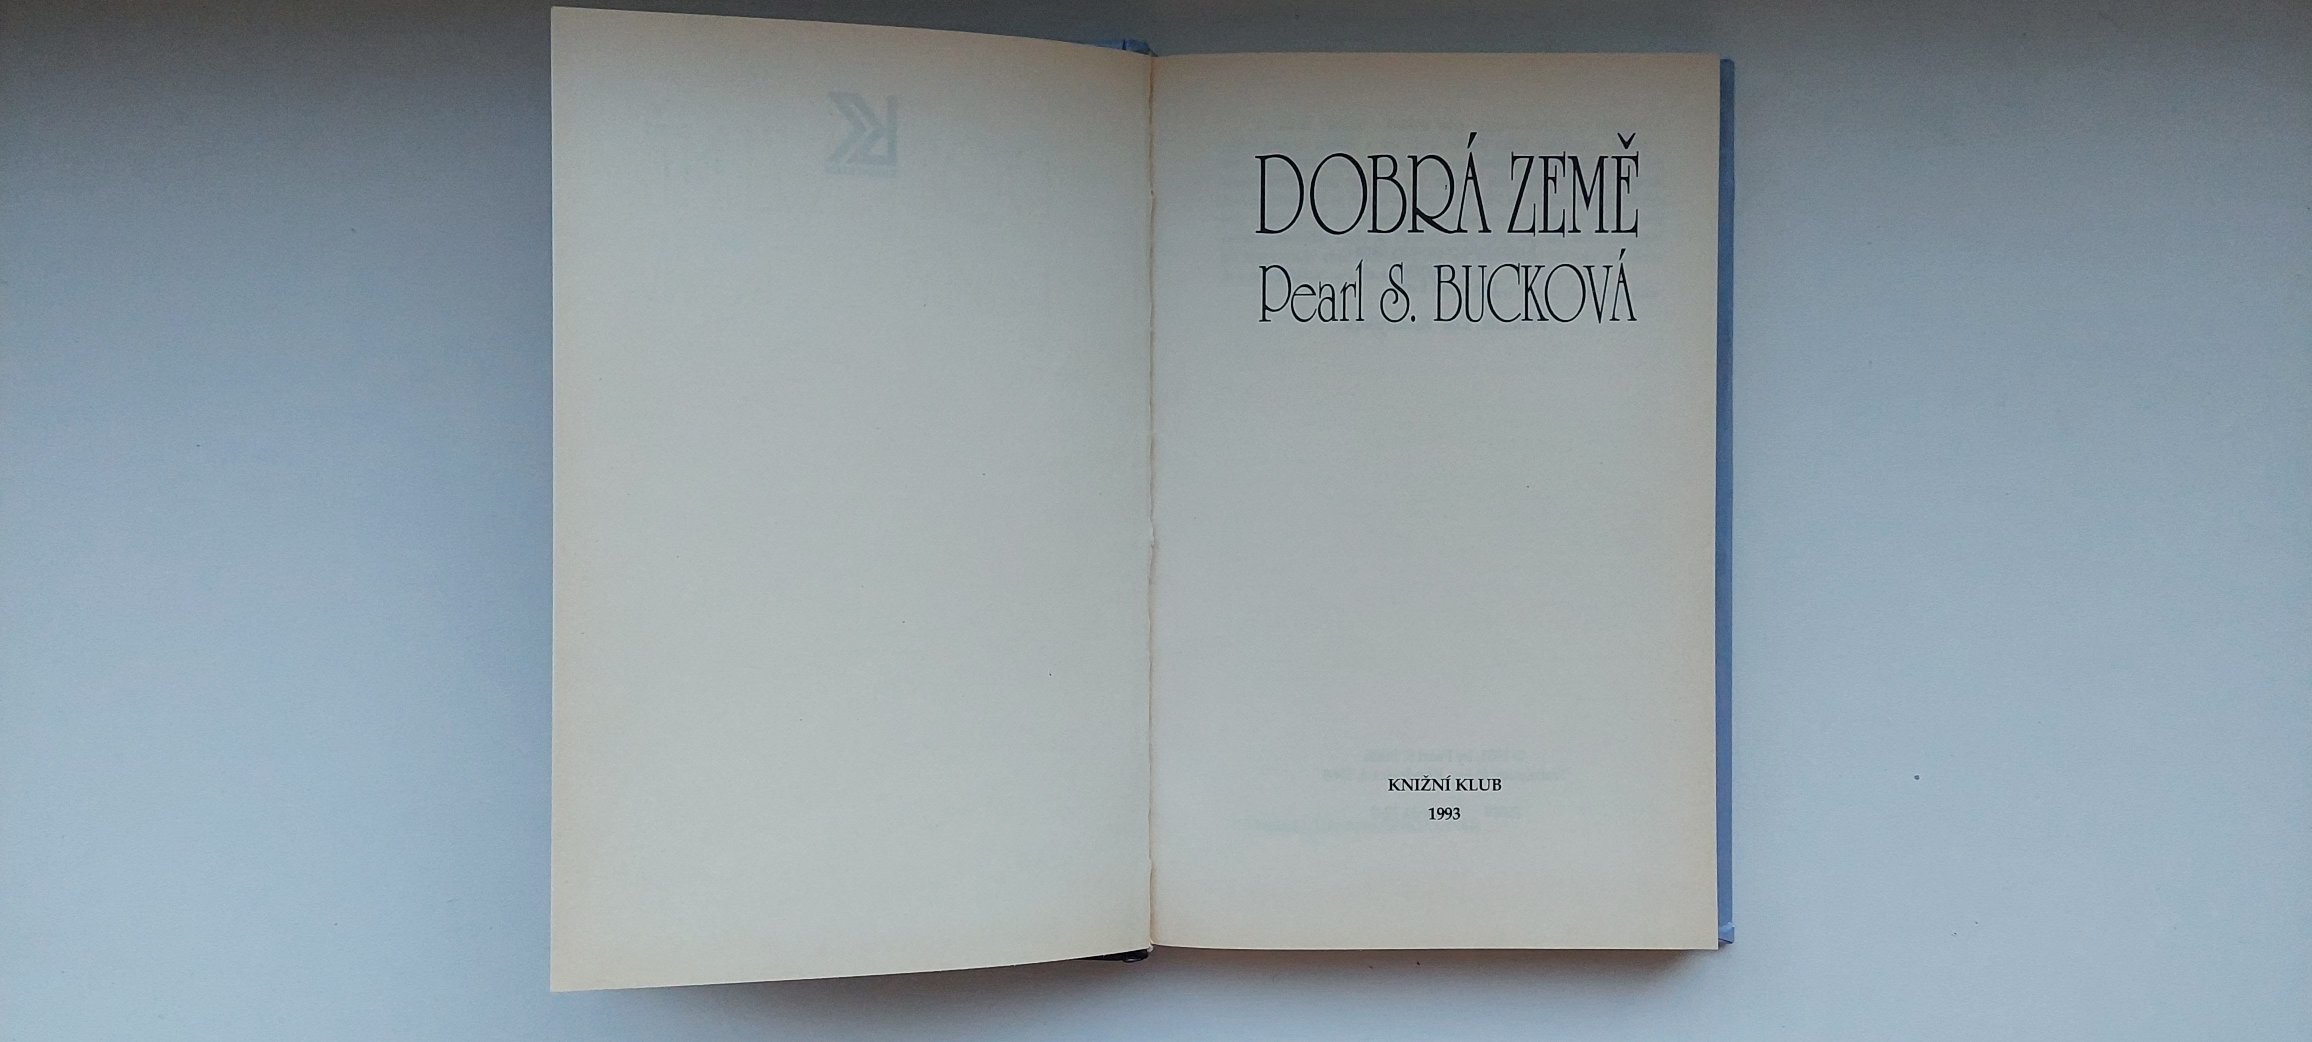 DOBRÁ ZEMĚ
Pearl S. BUCKOVÁ
KNIŽNÍ KLUB
1993